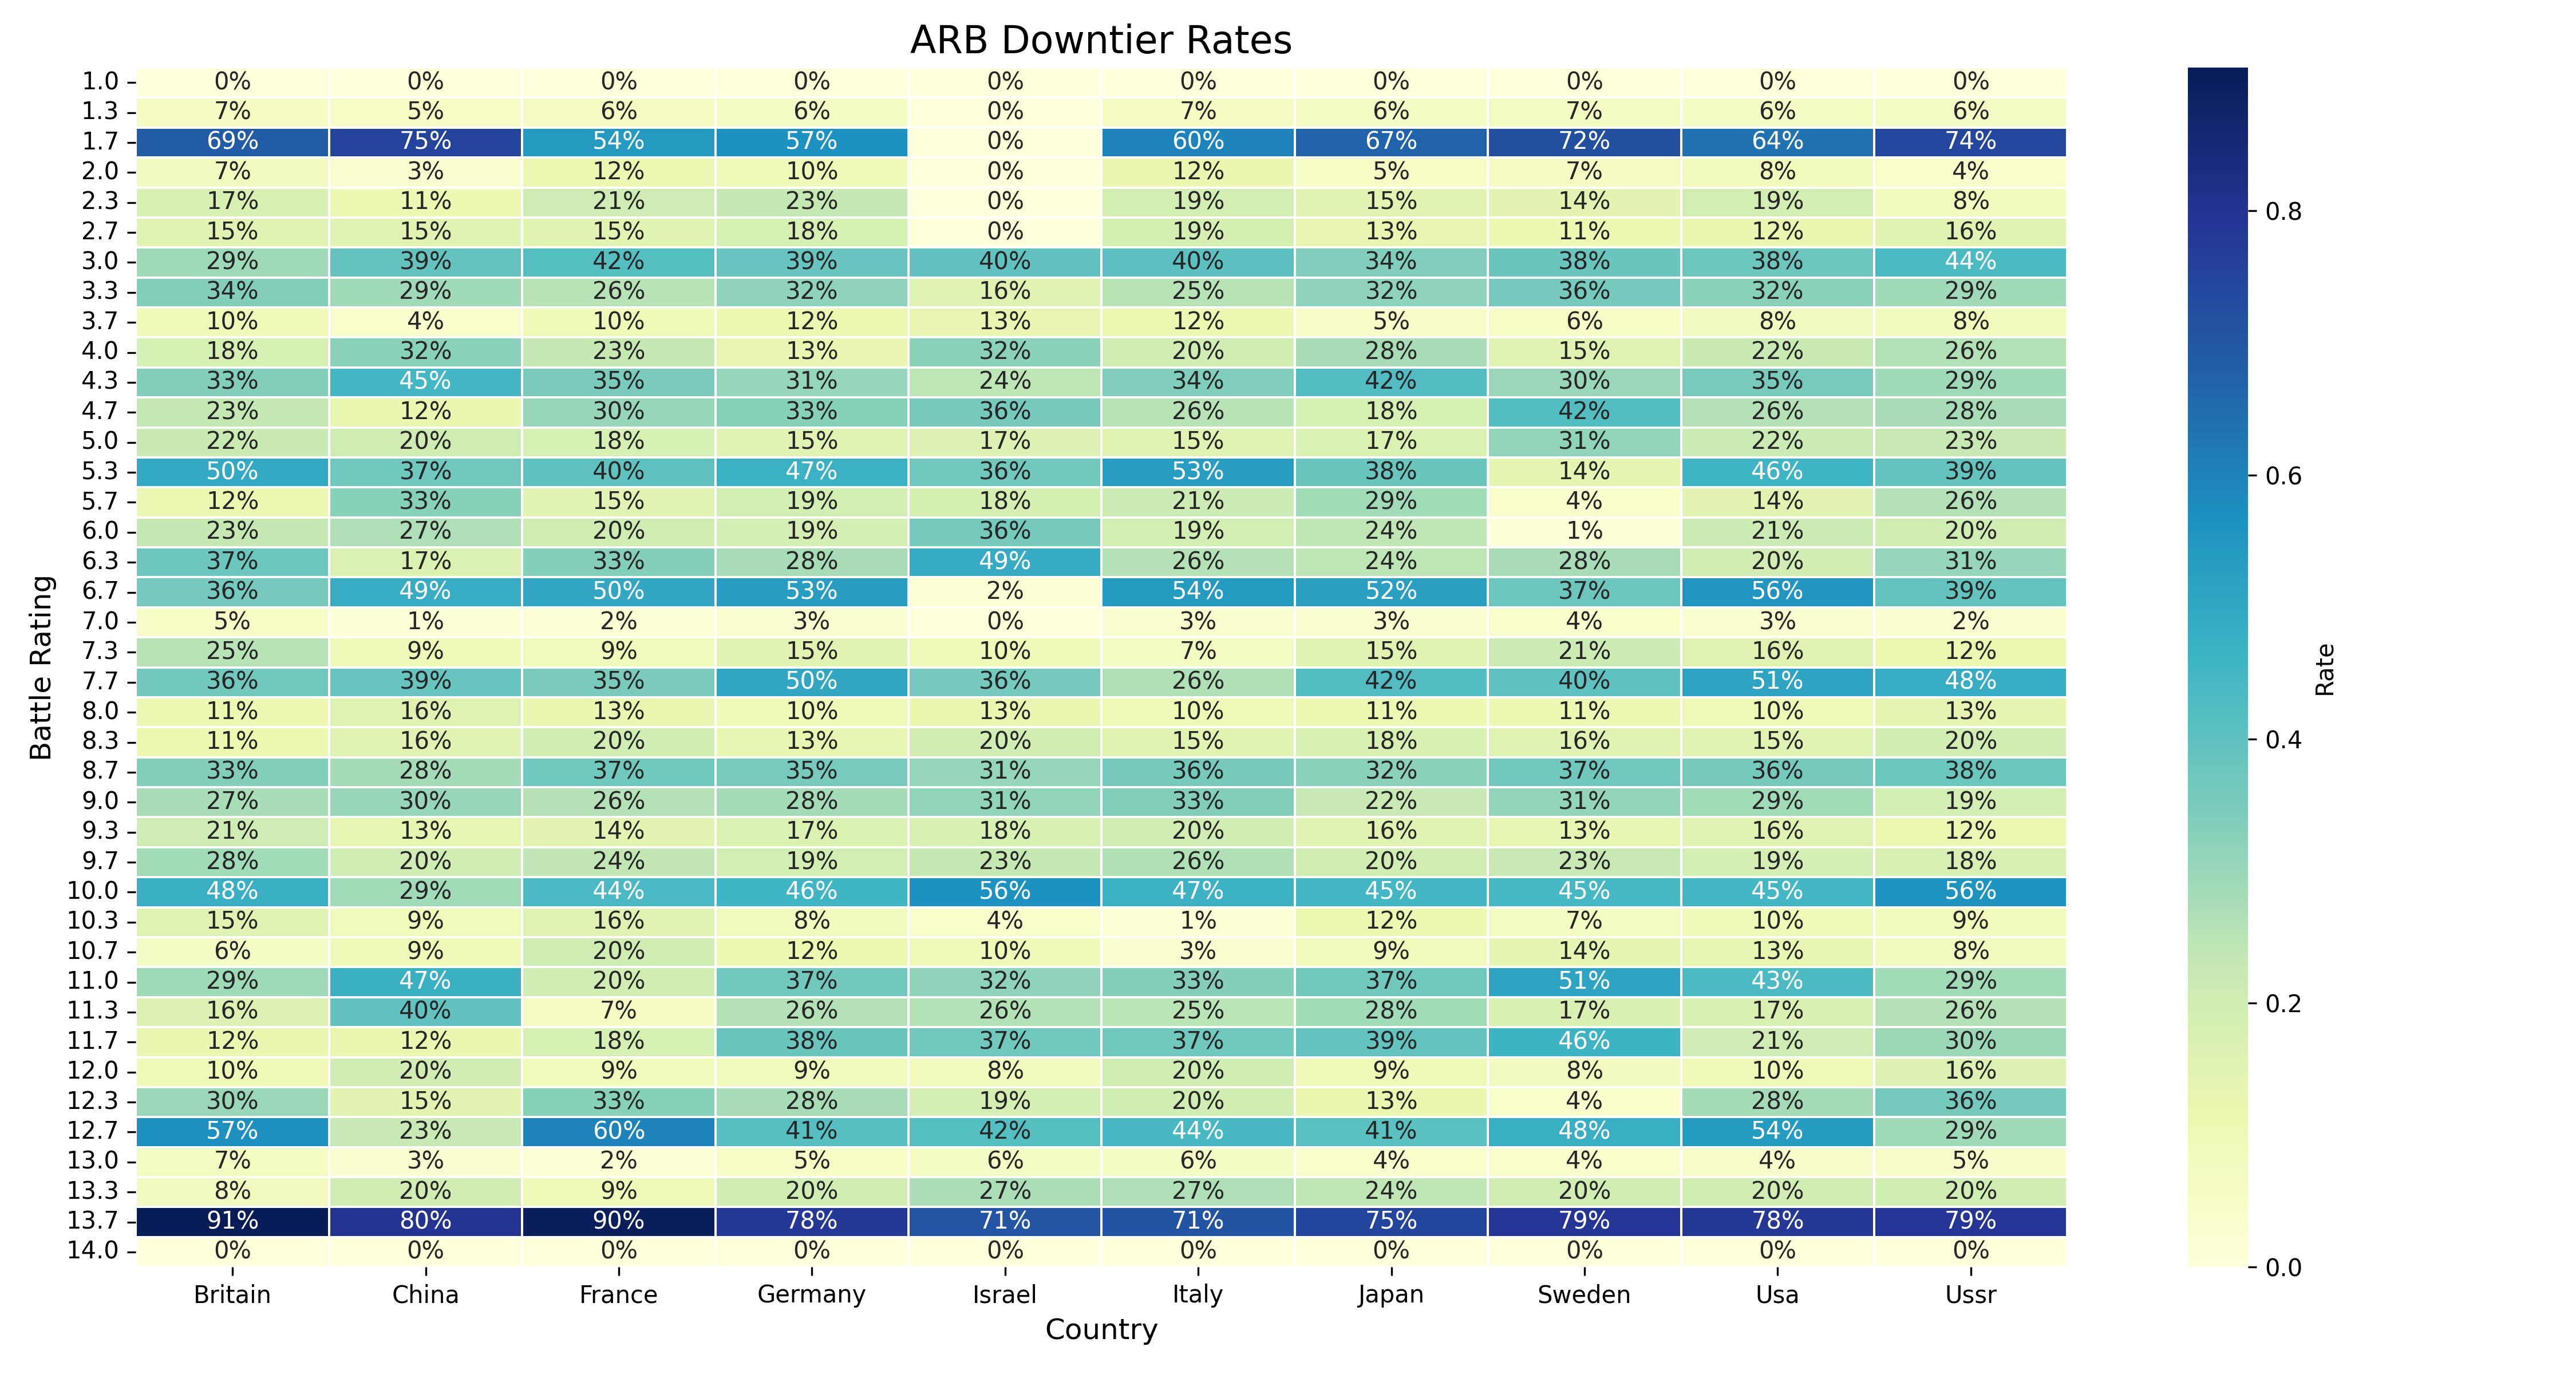 ARB Downtier Rates
1.0 0% 0% 0% 0% 0% 0% 0% 0% 0% 0%
1.3 7% 5% 6% 6% 0% 7% 6% 7% 6% 6%
1.7 69% 75% 54% 57% 0% 60% 67% 72% 64% 74%
2.0 7% 3% 12% 10% 0% 12% 5% 7% 8% 4%
2.3 17% 11% 21% 23% 0% 19% 15% 14% 19% 8%
2.7 15% 15% 15% 18% 0% 19% 13% 11% 12% 16%
3.0 29% 39% 42% 39% 40% 40% 34% 38% 38% 44%
3.3 34% 29% 26% 32% 16% 25% 32% 36% 32% 29%
3.7 10% 4% 10% 12% 13% 12% 5% 6% 8% 8%
4.0 18% 32% 23% 13% 32% 20% 28% 15% 22% 26%
4.3 33% 45% 35% 31% 24% 34% 42% 30% 35% 29%
4.7 23% 12% 30% 33% 36% 26% 18% 42% 26% 28%
5.0 22% 20% 18% 15% 17% 15% 17% 31% 22% 23%
5.3 50% 37% 40% 47% 36% 53% 38% 14% 46% 39%
5.7 12% 33% 15% 19% 18% 21% 29% 4% 14% 26%
6.0 23% 27% 20% 19% 36% 19% 24% 1% 21% 20%
6.3 37% 17% 33% 28% 49% 26% 24% 28% 20% 31%
6.7 36% 49% 50% 53% 2% 54% 52% 37% 56% 39%
7.0 5% 1% 2% 3% 0% 3% 3% 4% 3% 2%
7.3 25% 9% 9% 15% 10% 7% 15% 21% 16% 12%
7.7 36% 39% 35% 50% 36% 26% 42% 40% 51% 48%
8.0 11% 16% 13% 10% 13% 10% 11% 11% 10% 13%
8.3 11% 16% 20% 13% 20% 15% 18% 16% 15% 20%
8.7 33% 28% 37% 35% 31% 36% 32% 37% 36% 38%
9.0 27% 30% 26% 28% 31% 33% 22% 31% 29% 19%
9.3 21% 13% 14% 17% 18% 20% 16% 13% 16% 12%
9.7 28% 20% 24% 19% 23% 26% 20% 23% 19% 18%
10.0 48% 29% 44% 46% 56% 47% 45% 45% 45% 56%
10.3 15% 9% 16% 8% 4% 1% 12% 7% 10% 9%
10.7 6% 9% 20% 12% 10% 3% 9% 14% 13% 8%
11.0 29% 47% 20% 37% 32% 33% 37% 51% 43% 29%
11.3 16% 40% 7% 26% 26% 25% 28% 17% 17% 26%
11.7 12% 12% 18% 38% 37% 37% 39% 46% 21% 30%
12.0 10% 20% 9% 9% 8% 20% 9% 8% 10% 16%
12.3 30% 15% 33% 28% 19% 20% 13% 4% 28% 36%
12.7 57% 23% 60% 41% 42% 44% 41% 48% 54% 29%
13.0 7% 3% 2% 5% 6% 6% 4% 4% 4% 5%
13.3 8% 20% 9% 20% 27% 27% 24% 20% 20% 20%
13.7 91% 80% 90% 78% 71% 71% 75% 79% 78% 79%
14.0 0% 0% 0% 0% 0% 0% 0% 0% 0% 0%
Britain China France Germany Israel Italy Japan Sweden Usa Ussr
Country
Battle Rating
0.8
0.6
0.4
0.2
0.0
Rate